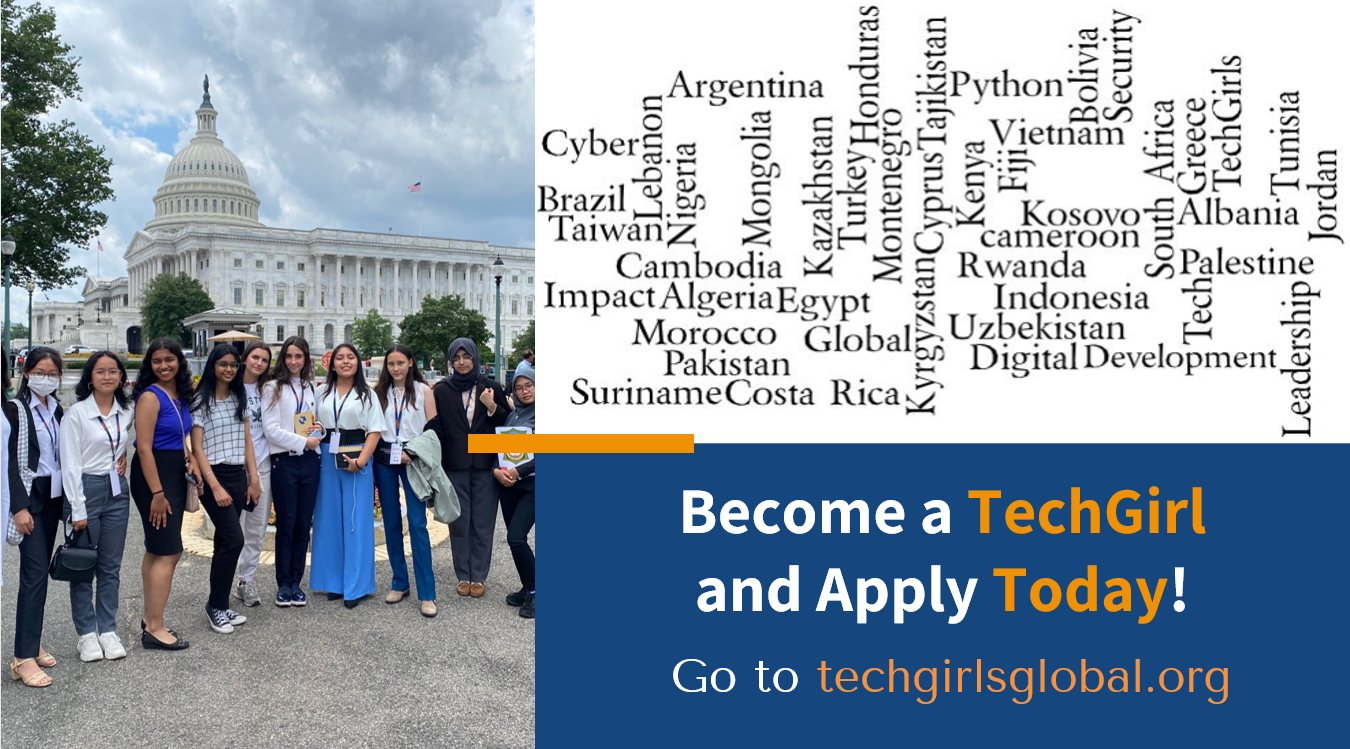 Honduras
Tajikistan
Bolivia
Security
Argentina
Python
Cyber
Lebanon
Nigeria
Mongolia
Kazakhstan
Turkey
Montenegro
Cyprus
Kenya
Fiji
Vietnam
South Africa
Greece
TechGirls
Tunisia
Jordan
Brazil
Taiwan
Kosovo
Albania
cameroon
Cambodia
Rwanda
Palestine
Impact
Algeria
Egypt
Kyrgyzstan
Indonesia
Tech
Leadership
Morocco
Global
Uzbekistan
Pakistan
Digital
Development
Suriname
Costa Rica
Become a TechGirl
and Apply Today!
Go to techgirlsglobal.org